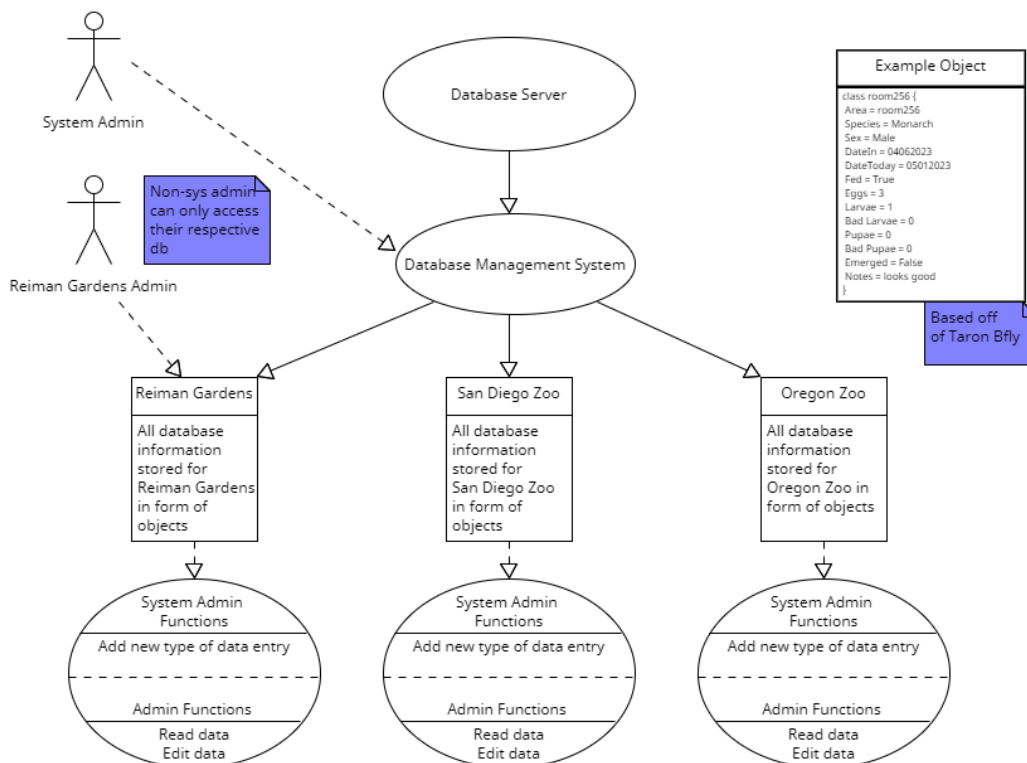 System Admin
Database Server
Example Object
class room256 {
Area = room256
Species = Monarch
Sex = Male
DateIn = 04062023
DateToday = 05012023
Fed = True
Eggs = 3
Larvae = 1
Bad Larvae = 0
Pupae = 0
Bad Pupae = 0
Emerged = False
Notes = looks good
}
Based off
of Taron Bfly
Reiman Gardens Admin
Non-sys admin
can only access
their respective
db
Database Management System
Reiman Gardens
All database
information
stored for
Reiman Gardens
in form of
objects
San Diego Zoo
All database
information
stored for
San Diego Zoo
in form of
objects
Oregon Zoo
All database
information
stored for
Oregon Zoo in
form of objects
System Admin
Functions
Add new type of data entry
Admin Functions
Read data
Edit data
System Admin
Functions
Add new type of data entry
Admin Functions
Read data
Edit data
System Admin
Functions
Add new type of data entry
Admin Functions
Read data
Edit data